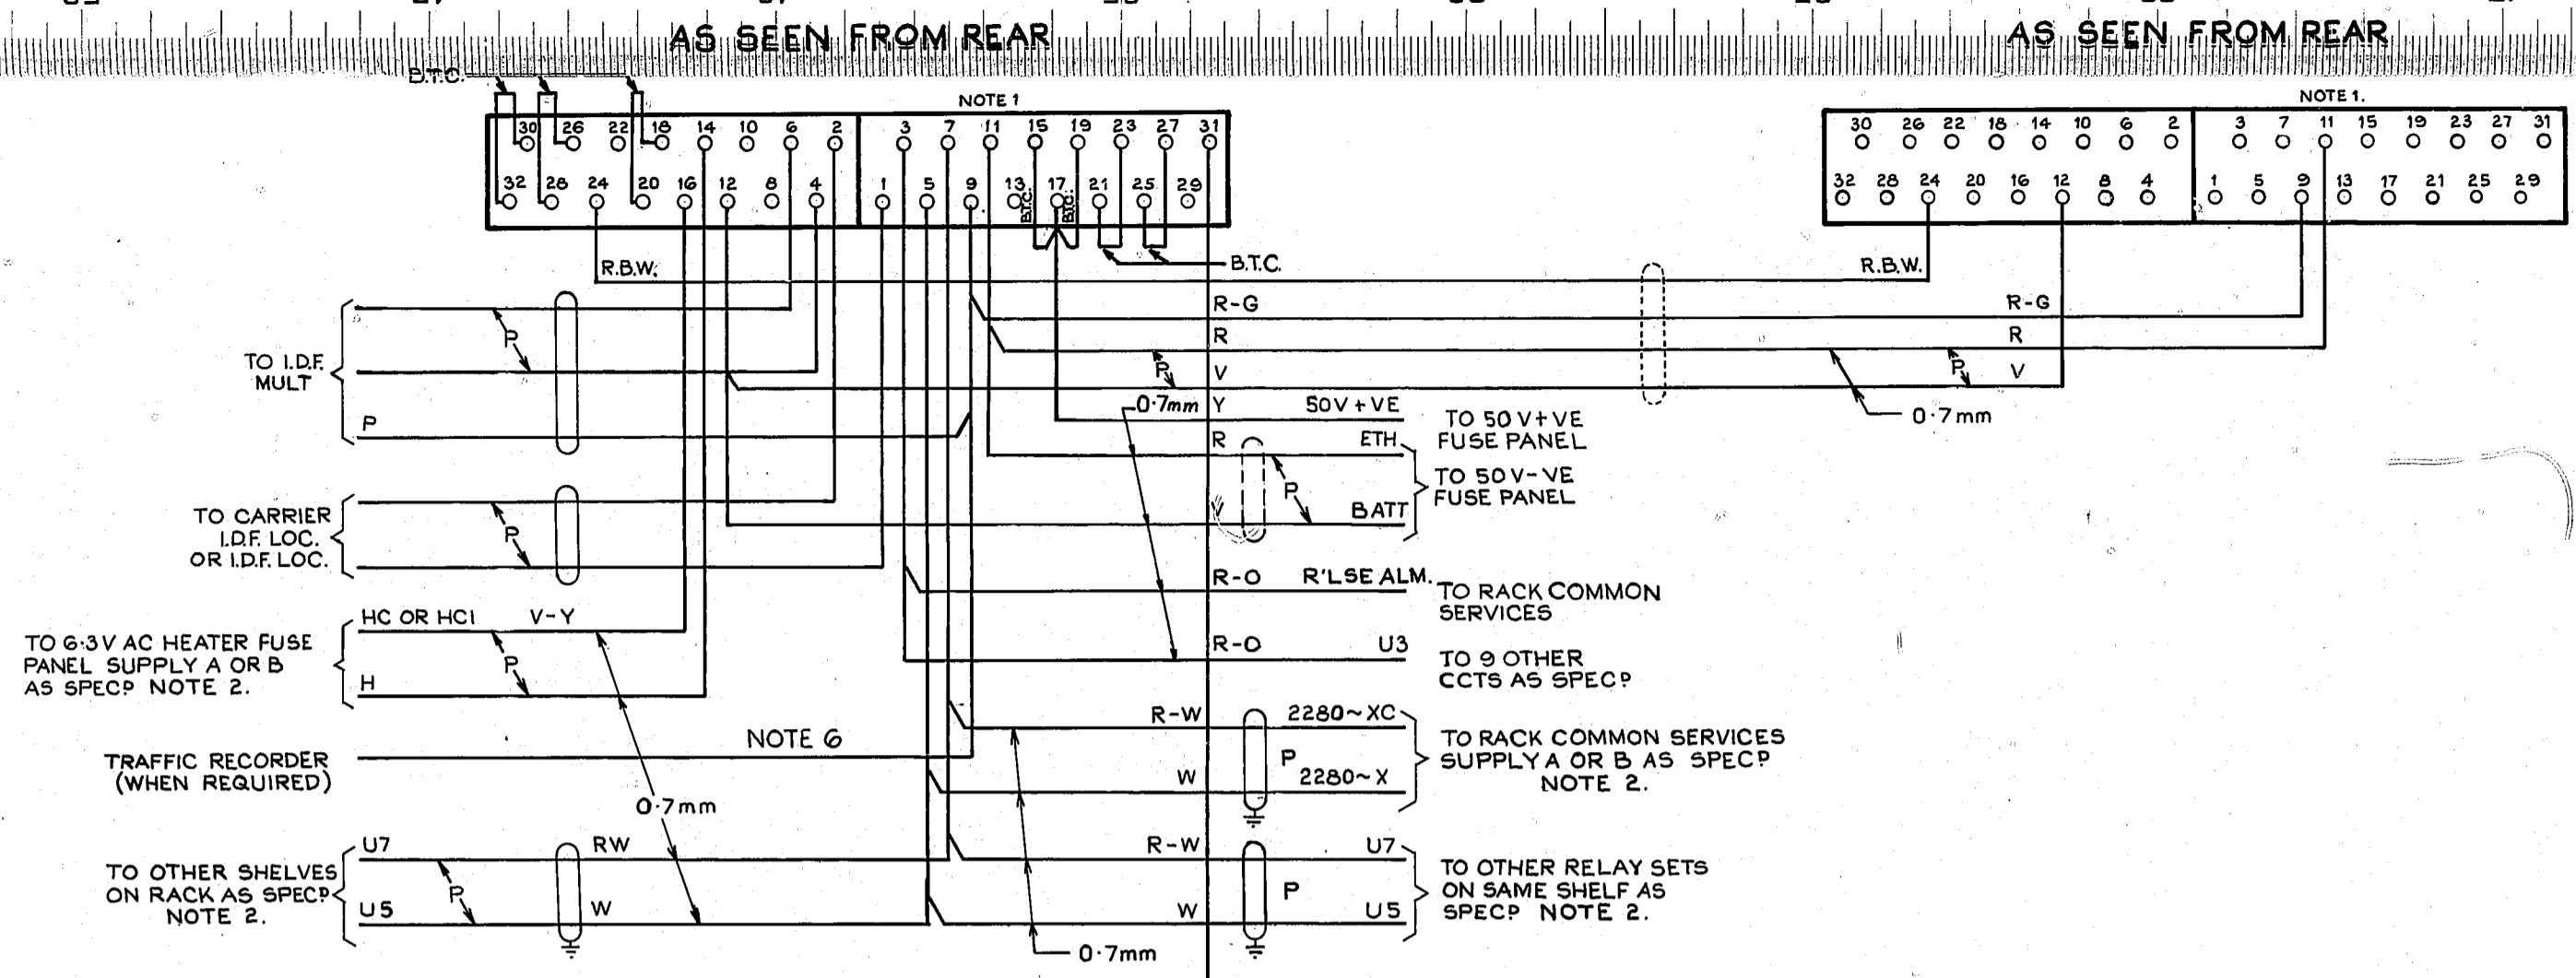 AS SEEN FROM REAR
AS SEEN FROM REAR
B.T.C.
NOTE 1
NOTE 1.
30 26 22 18 14 10 6 2 3 7 11 15 19 23 27 31
32 28 24 20 16 12 8 4 1 5 9 13 17 21 25 29
B.T.C. B.T.C.
30 26 22 18 14 10 6 2 3 7 11 15 19 23 27 31
32 28 24 20 16 12 8 4 1 5 9 13 17 21 25 29
R.B.W. B.T.C. R.B.W.
R-G R-G
R R
P P
V V
TO I.D.F.
MULT
P
P
0.7mm
0.7mm
Y 50V+VE
TO 50V+VE
FUSE PANEL
R ETH
P
V BATT
TO 50V-VE
FUSE PANEL
TO CARRIER
I.D.F. LOC.
OR I.D.F. LOC.
P
R-O R'LSE ALM.
TO RACK COMMON
SERVICES
HC OR HC1 V-Y
P
H
TO 6.3V AC HEATER FUSE
PANEL SUPPLY A OR B
AS SPECD NOTE 2.
R-O U3
TO 9 OTHER
CCTS AS SPECD
NOTE 6
TRAFFIC RECORDER
(WHEN REQUIRED)
R-W 2280~XC
P
W 2280~X
TO RACK COMMON SERVICES
SUPPLY A OR B AS SPECD
NOTE 2.
0.7mm
U7 RW
P
U5 W
TO OTHER SHELVES
ON RACK AS SPECD
NOTE 2.
R-W U7
P
W U5
TO OTHER RELAY SETS
ON SAME SHELF AS
SPECD NOTE 2.
0.7mm